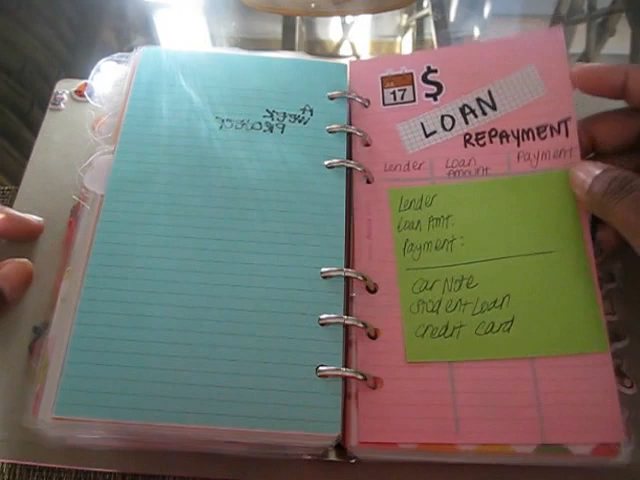 A
WEEK
PROJECT
17
$
LOAN
REPAYMENT
Lender Loan Amount Payment
Lender
Loan Amt.
Payment:
Car Note
Student Loan
Credit Card